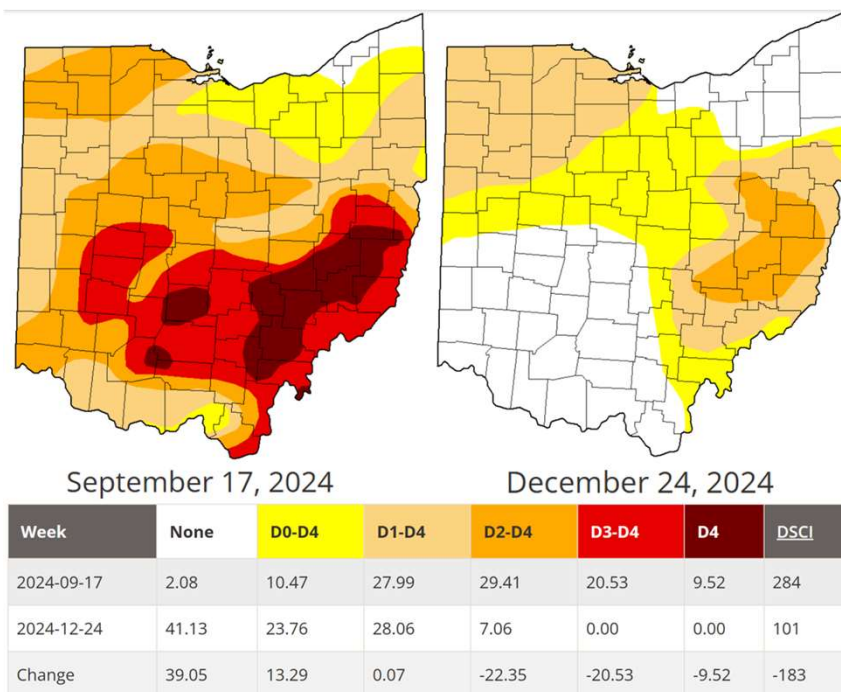 September 17, 2024
December 24, 2024
Week None D0-D4 D1-D4 D2-D4 D3-D4 D4 DSCI
2024-09-17 2.08 10.47 27.99 29.41 20.53 9.52 284
2024-12-24 41.13 23.76 28.06 7.06 0.00 0.00 101
Change 39.05 13.29 0.07 -22.35 -20.53 -9.52 -183